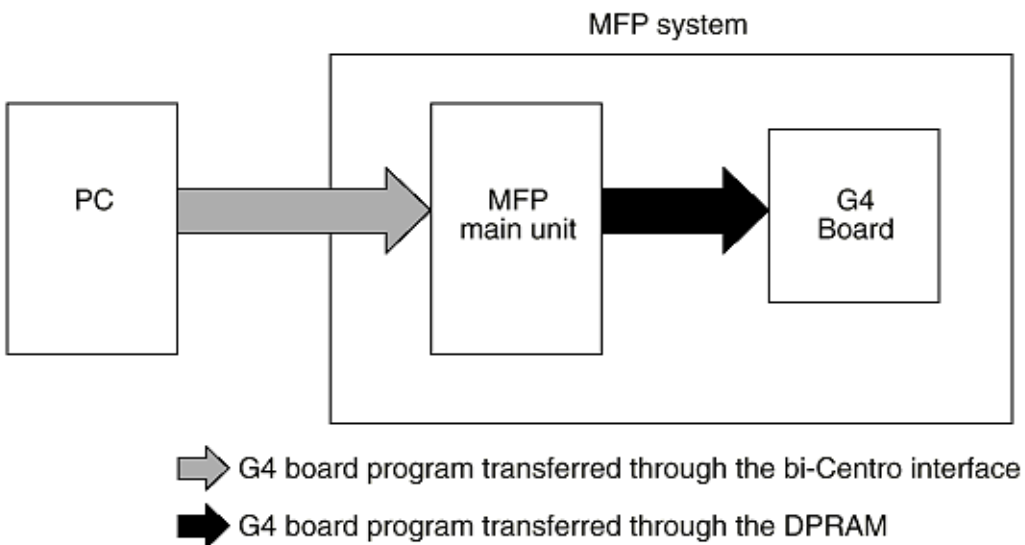 MFP system
PC
MFP
main unit
G4
Board
G4 board program transferred through the bi-Centro interface
G4 board program transferred through the DPRAM